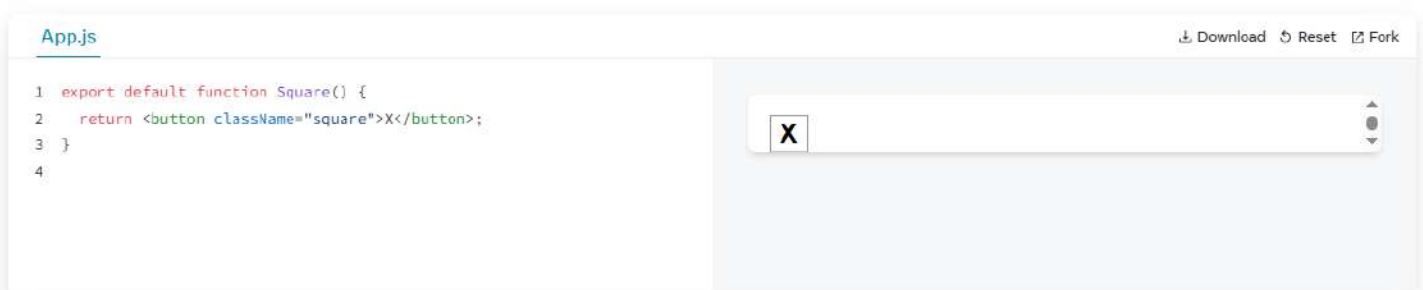 App.js
Download Reset Fork
1 export default function Square() {
2 return <button className="square">X</button>;
3 }
4
X